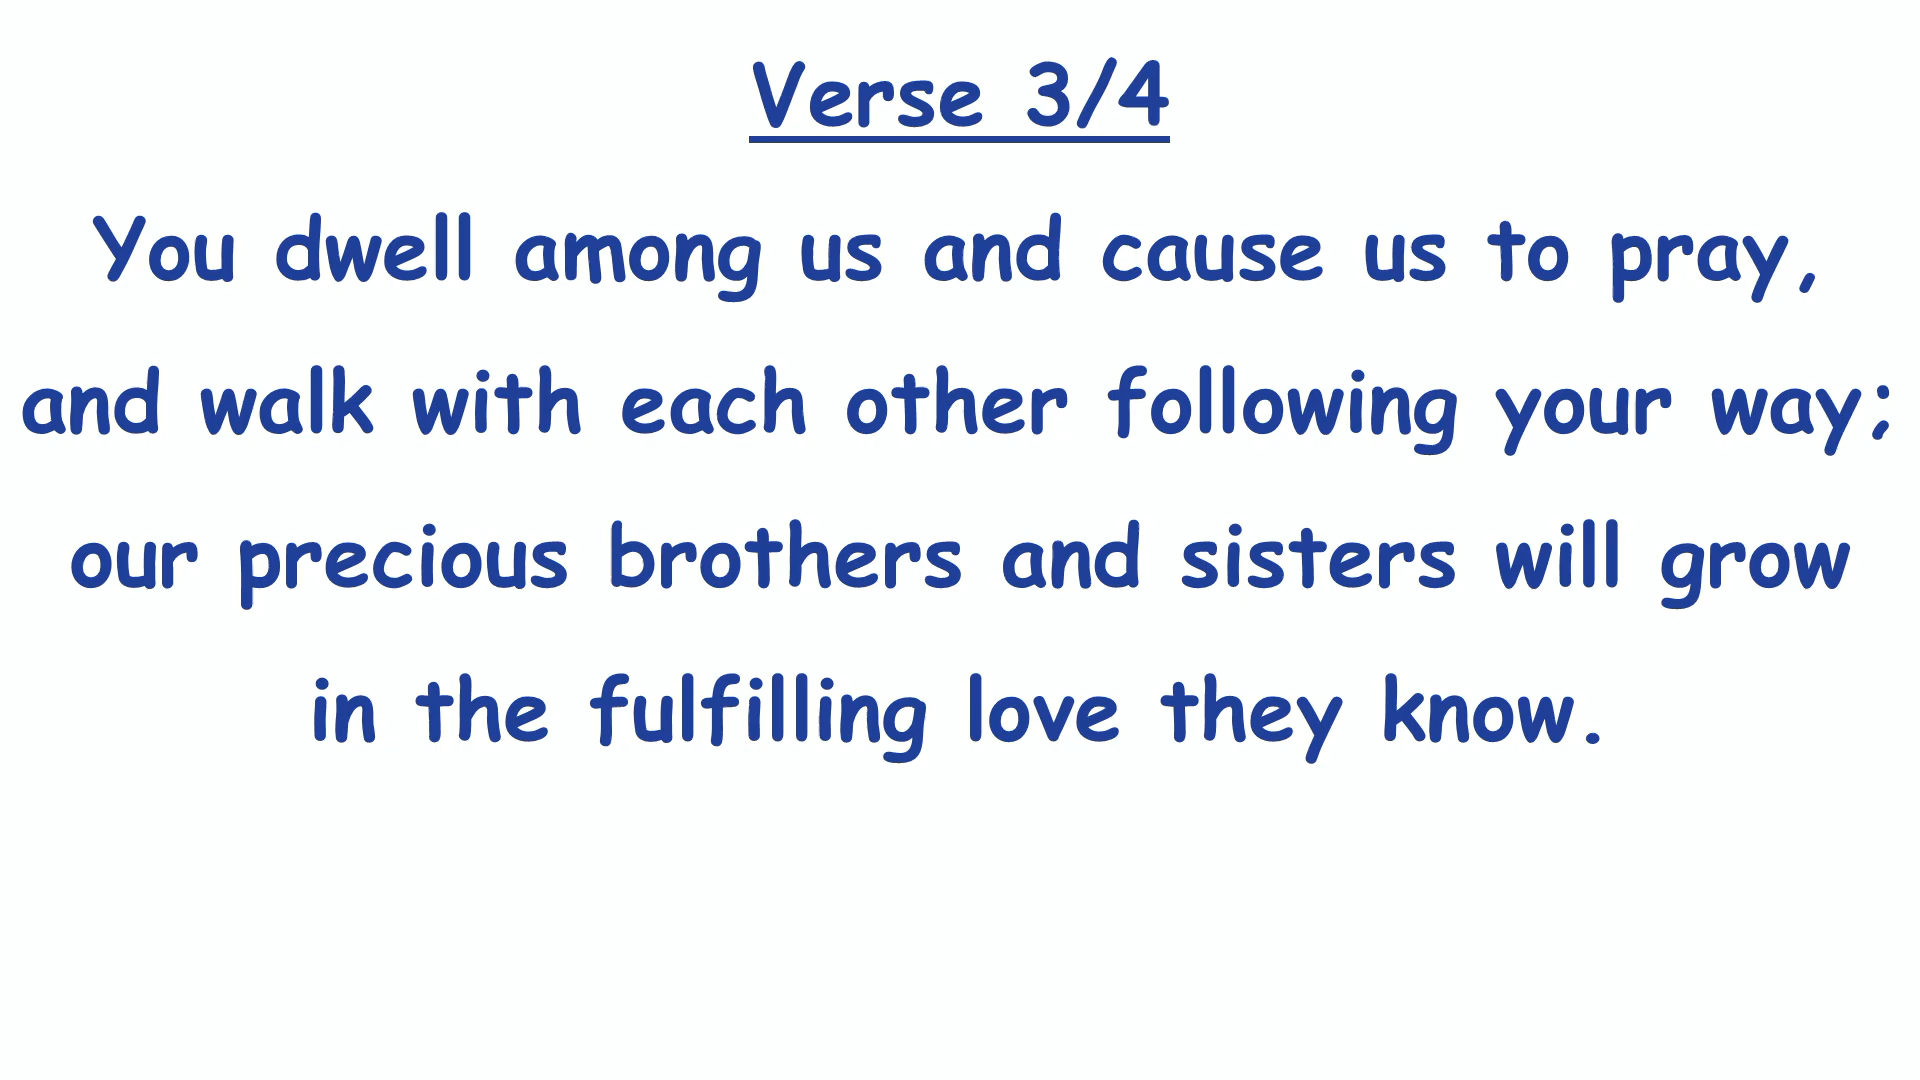 Verse 3/4
You dwell among us and cause us to pray,
and walk with each other following your way;
our precious brothers and sisters will grow
in the fulfilling love they know.